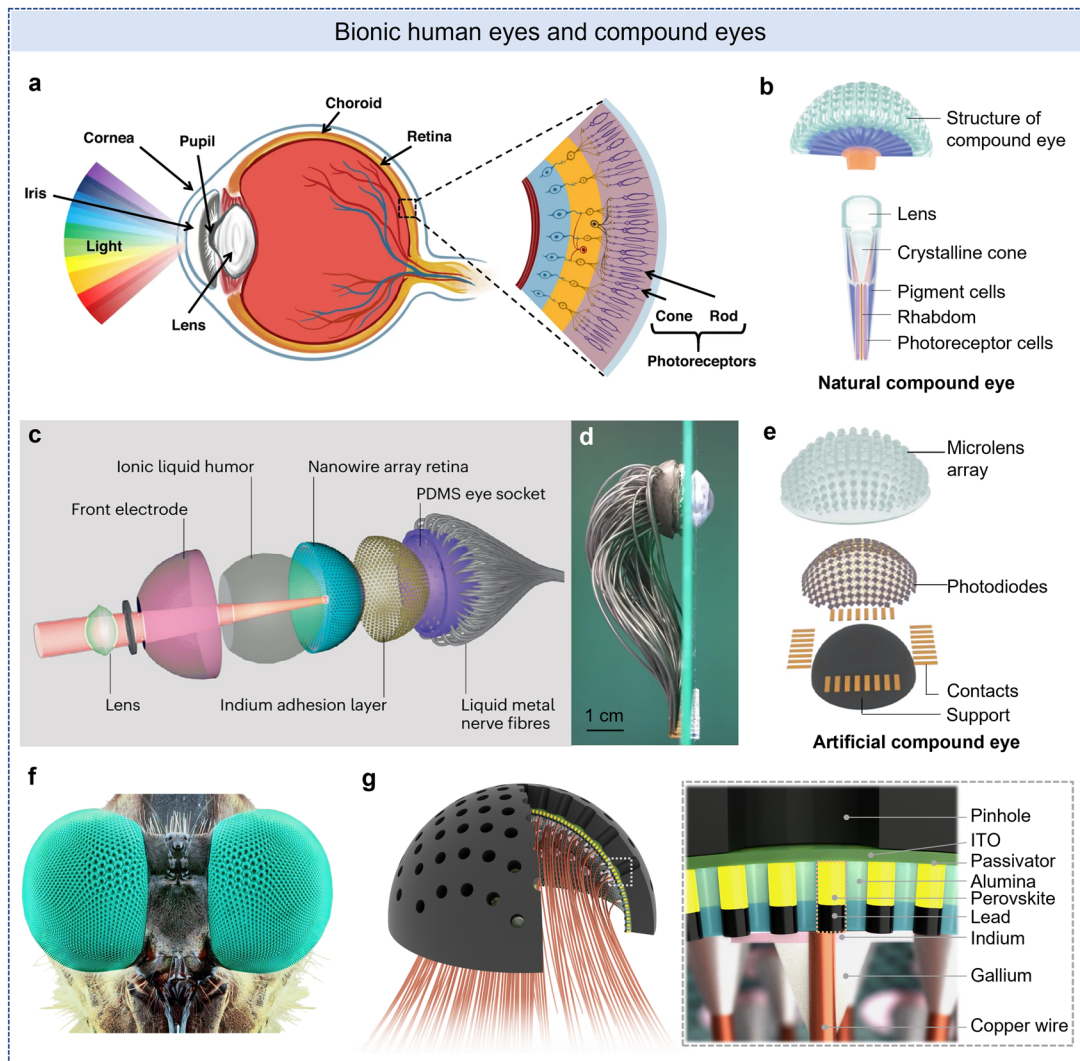 Bionic human eyes and compound eyes
a
Choroid
Cornea
Pupil
Retina
Iris
Light
Lens
Cone
Rod
Photoreceptors
b
Structure of
compound eye
Lens
Crystalline cone
Pigment cells
Rhabdom
Photoreceptor cells
Natural compound eye
c
Ionic liquid humor
Nanowire array retina
Front electrode
PDMS eye socket
Lens
Indium adhesion layer
Liquid metal
nerve fibres
d
1 cm
e
Microlens
array
Photodiodes
Contacts
Support
Artificial compound eye
f
g
Pinhole
ITO
Passivator
Alumina
Perovskite
Lead
Indium
Gallium
Copper wire